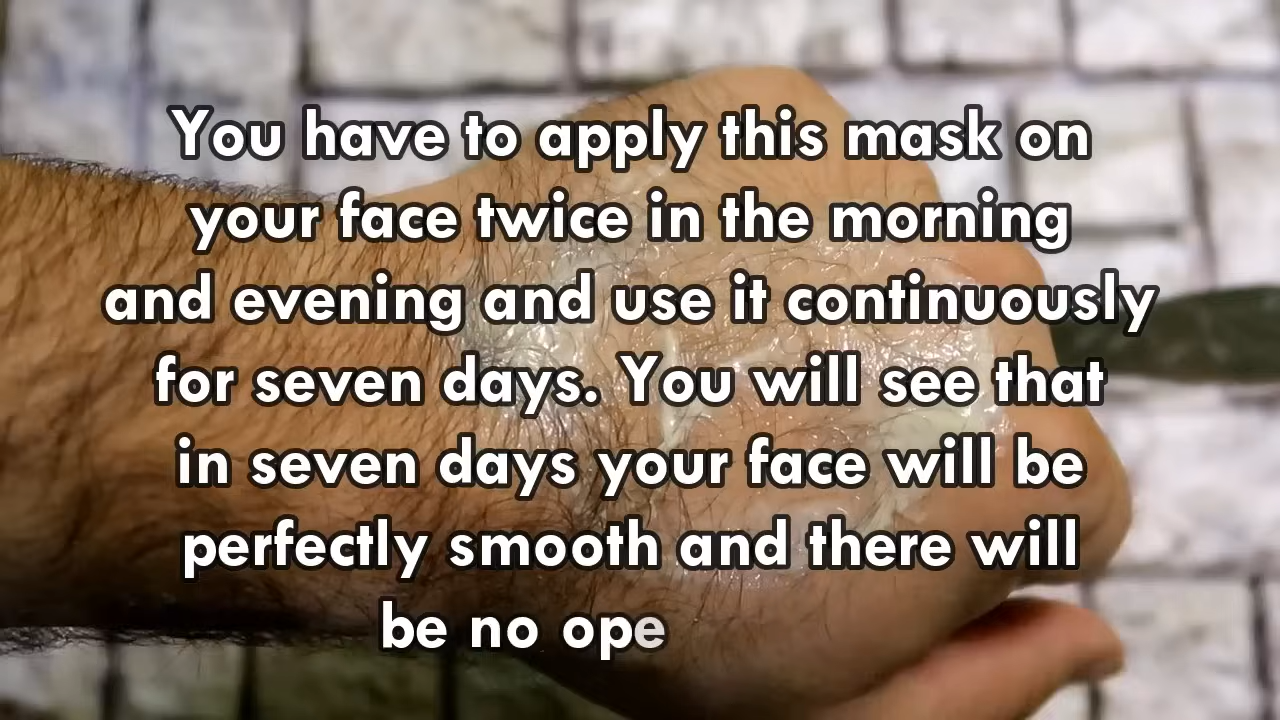 You have to apply this mask on
your face twice in the morning
and evening and use it continuously
for seven days. You will see that
in seven days your face will be
perfectly smooth and there will
be no ope